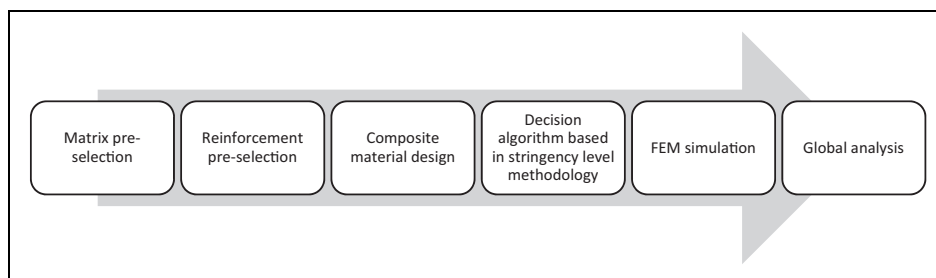 Matrix pre-
selection
Reinforcement
pre-selection
Composite
material design
Decision
algorithm based
in stringency level
methodology
FEM simulation
Global analysis